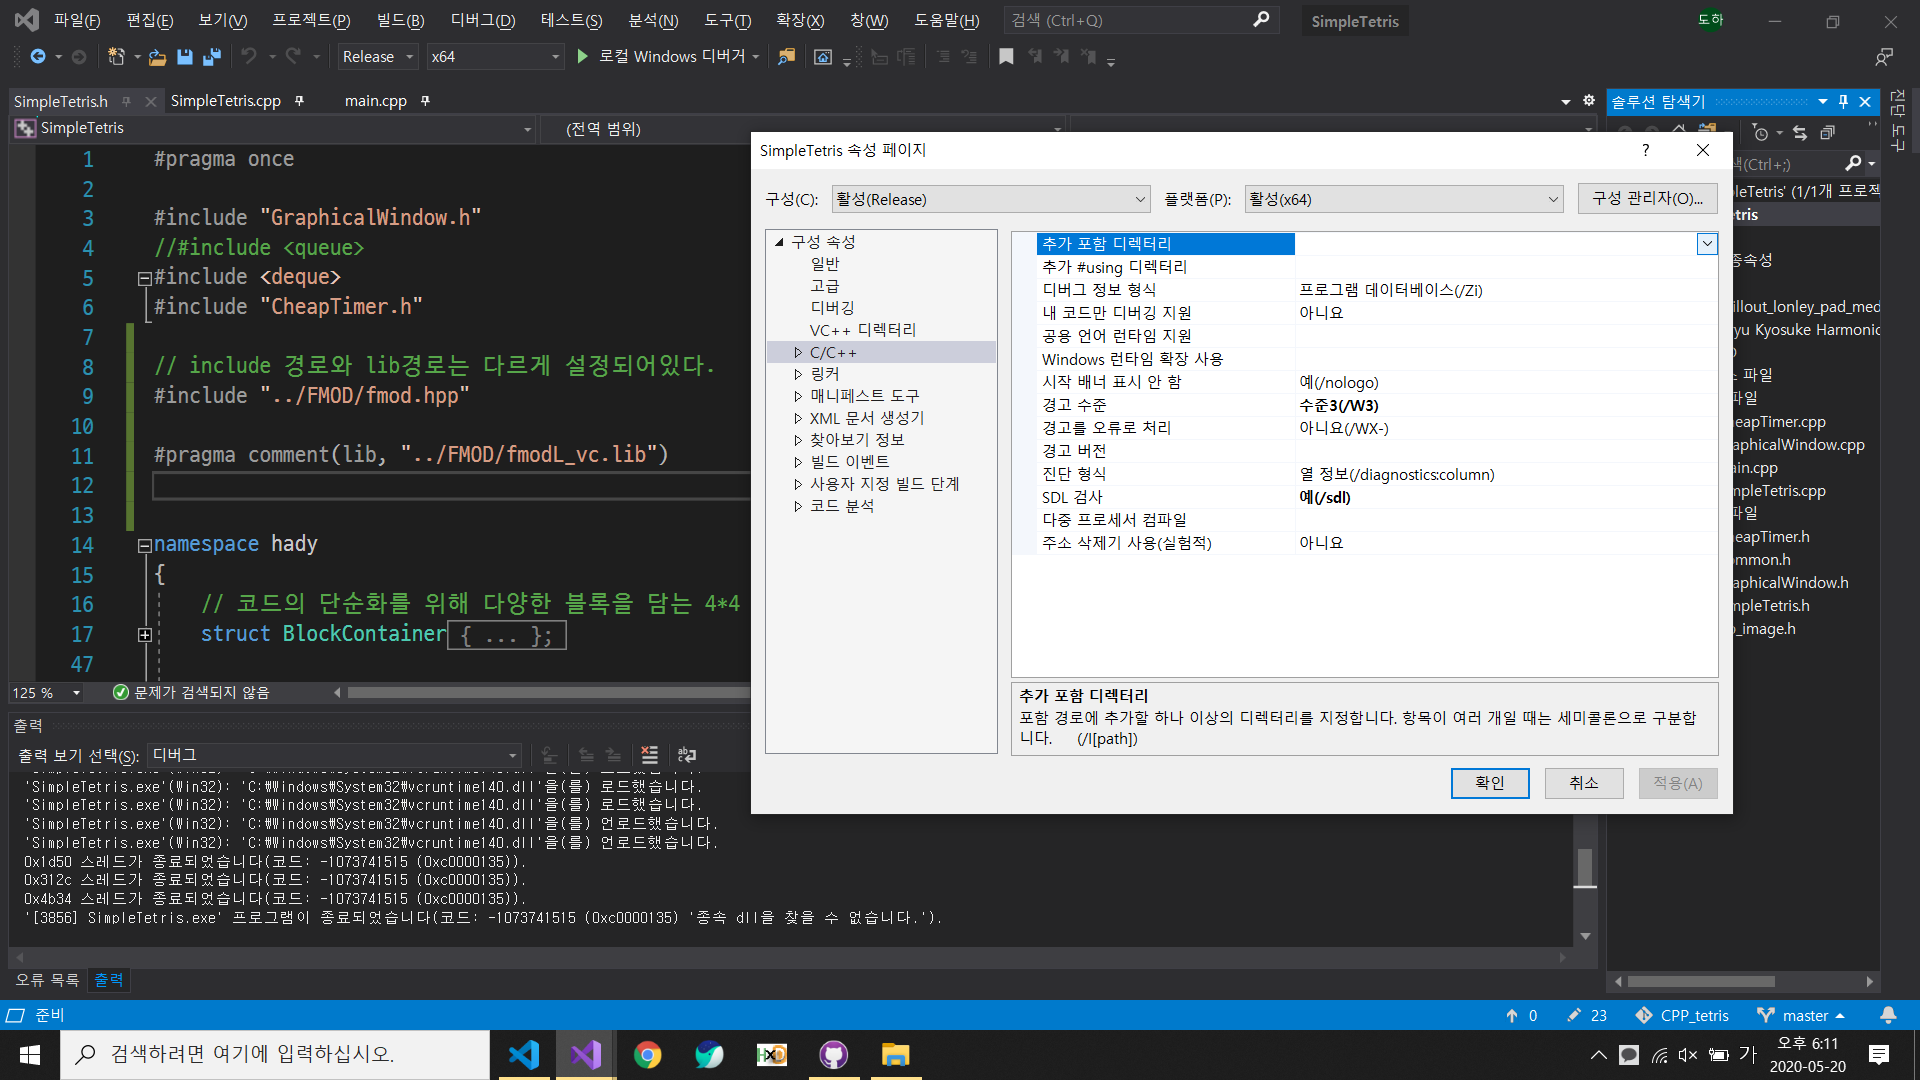 파일(F) 편집(E) 보기(V) 프로젝트(P) 빌드(B) 디버그(D) 테스트(S) 분석(N) 도구(T) 확장(X) 창(W) 도움말(H) 검색 (Ctrl+Q) SimpleTetris 도하
Release x64 로컬 Windows 디버거
SimpleTetris.h SimpleTetris.cpp main.cpp
SimpleTetris (전역 범위)
1 #pragma once
2
3 #include "GraphicalWindow.h"
4 //#include <queue>
5 #include <deque>
6 #include "CheapTimer.h"
7
8 // include 경로와 lib경로는 다르게 설정되어있다.
9 #include "../FMOD/fmod.hpp"
10
11 #pragma comment(lib, "../FMOD/fmodL_vc.lib")
12
13
14 namespace hady
15 {
16 // 코드의 단순화를 위해 다양한 블록을 담는 4*4
17 struct BlockContainer { ... };
47
125 % 문제가 검색되지 않음
출력
출력 보기 선택(S): 디버그
'SimpleTetris.exe'(Win32): 'C:₩Windows₩System32₩vcruntime140.dll'을(를) 로드했습니다.
'SimpleTetris.exe'(Win32): 'C:₩Windows₩System32₩vcruntime140.dll'을(를) 로드했습니다.
'SimpleTetris.exe'(Win32): 'C:₩Windows₩System32₩vcruntime140.dll'을(를) 언로드했습니다.
'SimpleTetris.exe'(Win32): 'C:₩Windows₩System32₩vcruntime140.dll'을(를) 언로드했습니다.
0x1d50 스레드가 종료되었습니다(코드: -1073741515 (0xc0000135)).
0x312c 스레드가 종료되었습니다(코드: -1073741515 (0xc0000135)).
0x4b34 스레드가 종료되었습니다(코드: -1073741515 (0xc0000135)).
'[3856] SimpleTetris.exe' 프로그램이 종료되었습니다(코드: -1073741515 (0xc0000135) '종속 dll을 찾을 수 없습니다.').
오류 목록 출력
SimpleTetris 속성 페이지 ?
구성(C): 활성(Release) 플랫폼(P): 활성(x64) 구성 관리자(O)...
구성 속성
일반
고급
디버깅
VC++ 디렉터리
C/C++
링커
매니페스트 도구
XML 문서 생성기
찾아보기 정보
빌드 이벤트
사용자 지정 빌드 단계
코드 분석
추가 포함 디렉터리
추가 #using 디렉터리
디버그 정보 형식 프로그램 데이터베이스(/Zi)
내 코드만 디버깅 지원 아니요
공용 언어 런타임 지원
Windows 런타임 확장 사용
시작 배너 표시 안 함 예(/nologo)
경고 수준 수준3(/W3)
경고를 오류로 처리 아니요(/WX-)
경고 버전
진단 형식 열 정보(/diagnostics:column)
SDL 검사 예(/sdl)
다중 프로세서 컴파일
주소 삭제기 사용(실험적) 아니요
추가 포함 디렉터리
포함 경로에 추가할 하나 이상의 디렉터리를 지정합니다. 항목이 여러 개일 때는 세미콜론으로 구분합
니다. (/I[path])
확인 취소 적용(A)
솔루션 탐색기
진단 도구
색(Ctrl+;)
leTetris' (1/1개 프로젝
tris
종속성
illout_lonley_pad_med
yu Kyosuke Harmonic
파일
파일
eapTimer.cpp
aphicalWindow.cpp
ain.cpp
mpleTetris.cpp
파일
eapTimer.h
ommon.h
aphicalWindow.h
mpleTetris.h
_image.h
준비 0 23 CPP_tetris master
검색하려면 여기에 입력하십시오. HxD 가 오후 6:11
2020-05-20